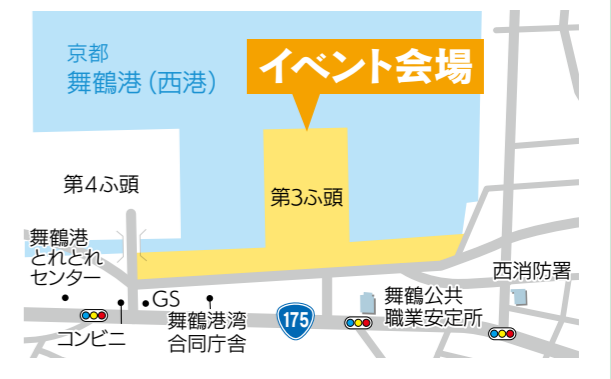 京都
舞鶴港（西港）
イベント会場
第4ふ頭
第3ふ頭
舞鶴港
とれとれ
センター
西消防署
GS
コンビニ
舞鶴港湾
合同庁舎
175
舞鶴公共
職業安定所